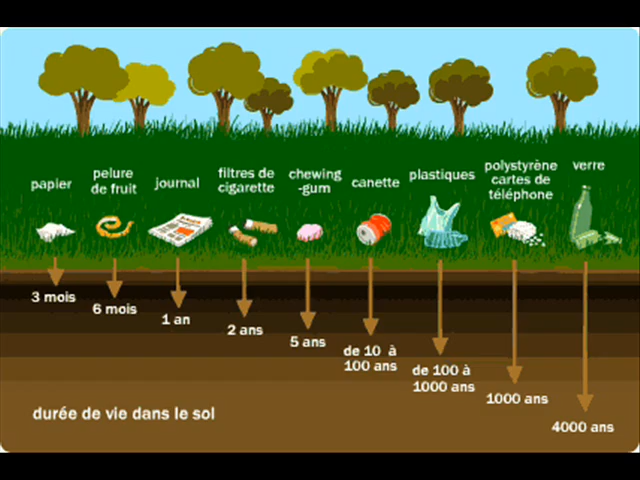 papier
pelure
de fruit
journal
filtres de
cigarette
chewing
-gum
canette
plastiques
polystyrène
cartes de
téléphone
verre
3 mois
6 mois
1 an
2 ans
5 ans
de 10 à
100 ans
de 100 à
1000 ans
1000 ans
4000 ans
durée de vie dans le sol